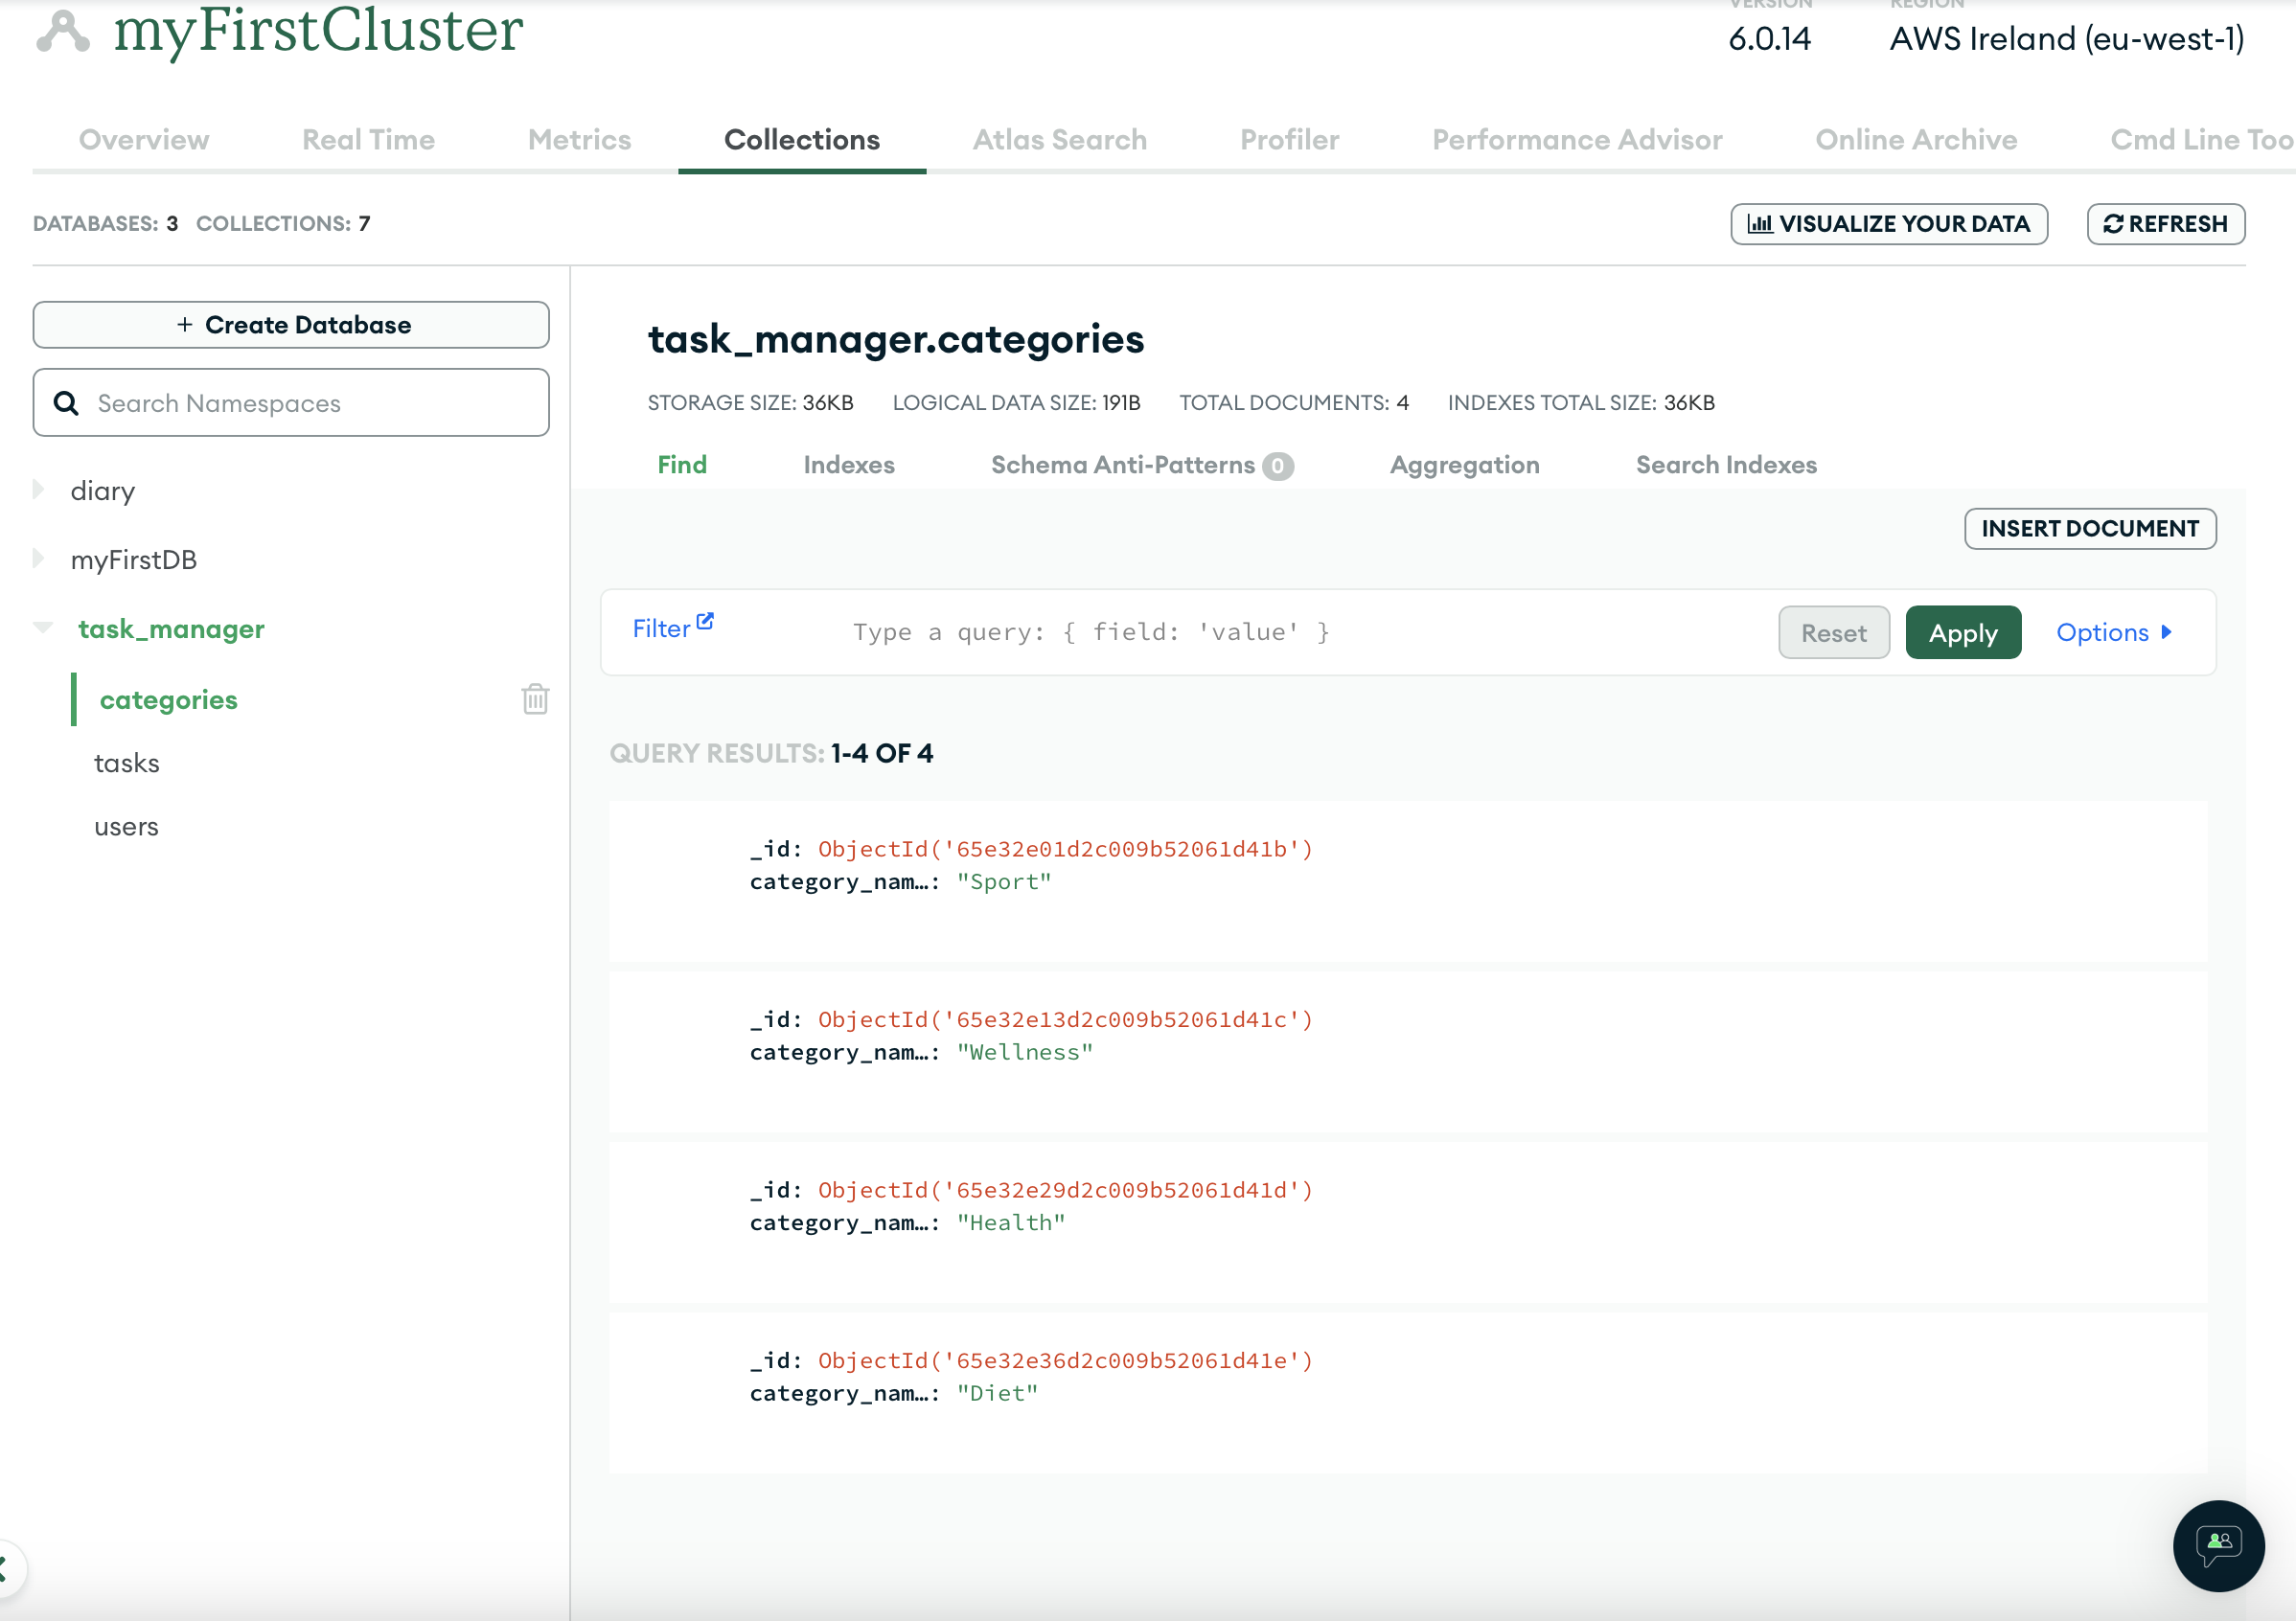 myFirstCluster
VERSION
6.0.14
REGION
AWS Ireland (eu-west-1)
Overview Real Time Metrics Collections Atlas Search Profiler Performance Advisor Online Archive Cmd Line Too
DATABASES: 3 COLLECTIONS: 7
VISUALIZE YOUR DATA
REFRESH
+ Create Database
Search Namespaces
diary
myFirstDB
task_manager
categories
tasks
users
task_manager.categories
STORAGE SIZE: 36KB LOGICAL DATA SIZE: 191B TOTAL DOCUMENTS: 4 INDEXES TOTAL SIZE: 36KB
Find Indexes Schema Anti-Patterns 0 Aggregation Search Indexes
INSERT DOCUMENT
Filter Type a query: { field: 'value' } Reset Apply Options
QUERY RESULTS: 1-4 OF 4
_id: ObjectId('65e32e01d2c009b52061d41b')
category_nam…: "Sport"
_id: ObjectId('65e32e13d2c009b52061d41c')
category_nam…: "Wellness"
_id: ObjectId('65e32e29d2c009b52061d41d')
category_nam…: "Health"
_id: ObjectId('65e32e36d2c009b52061d41e')
category_nam…: "Diet"